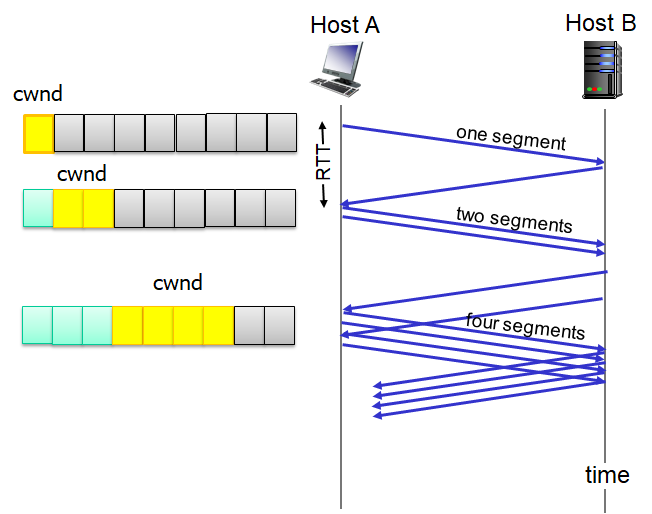 Host A
Host B
cwnd
one segment
RTT
cwnd
two segments
cwnd
four segments
time